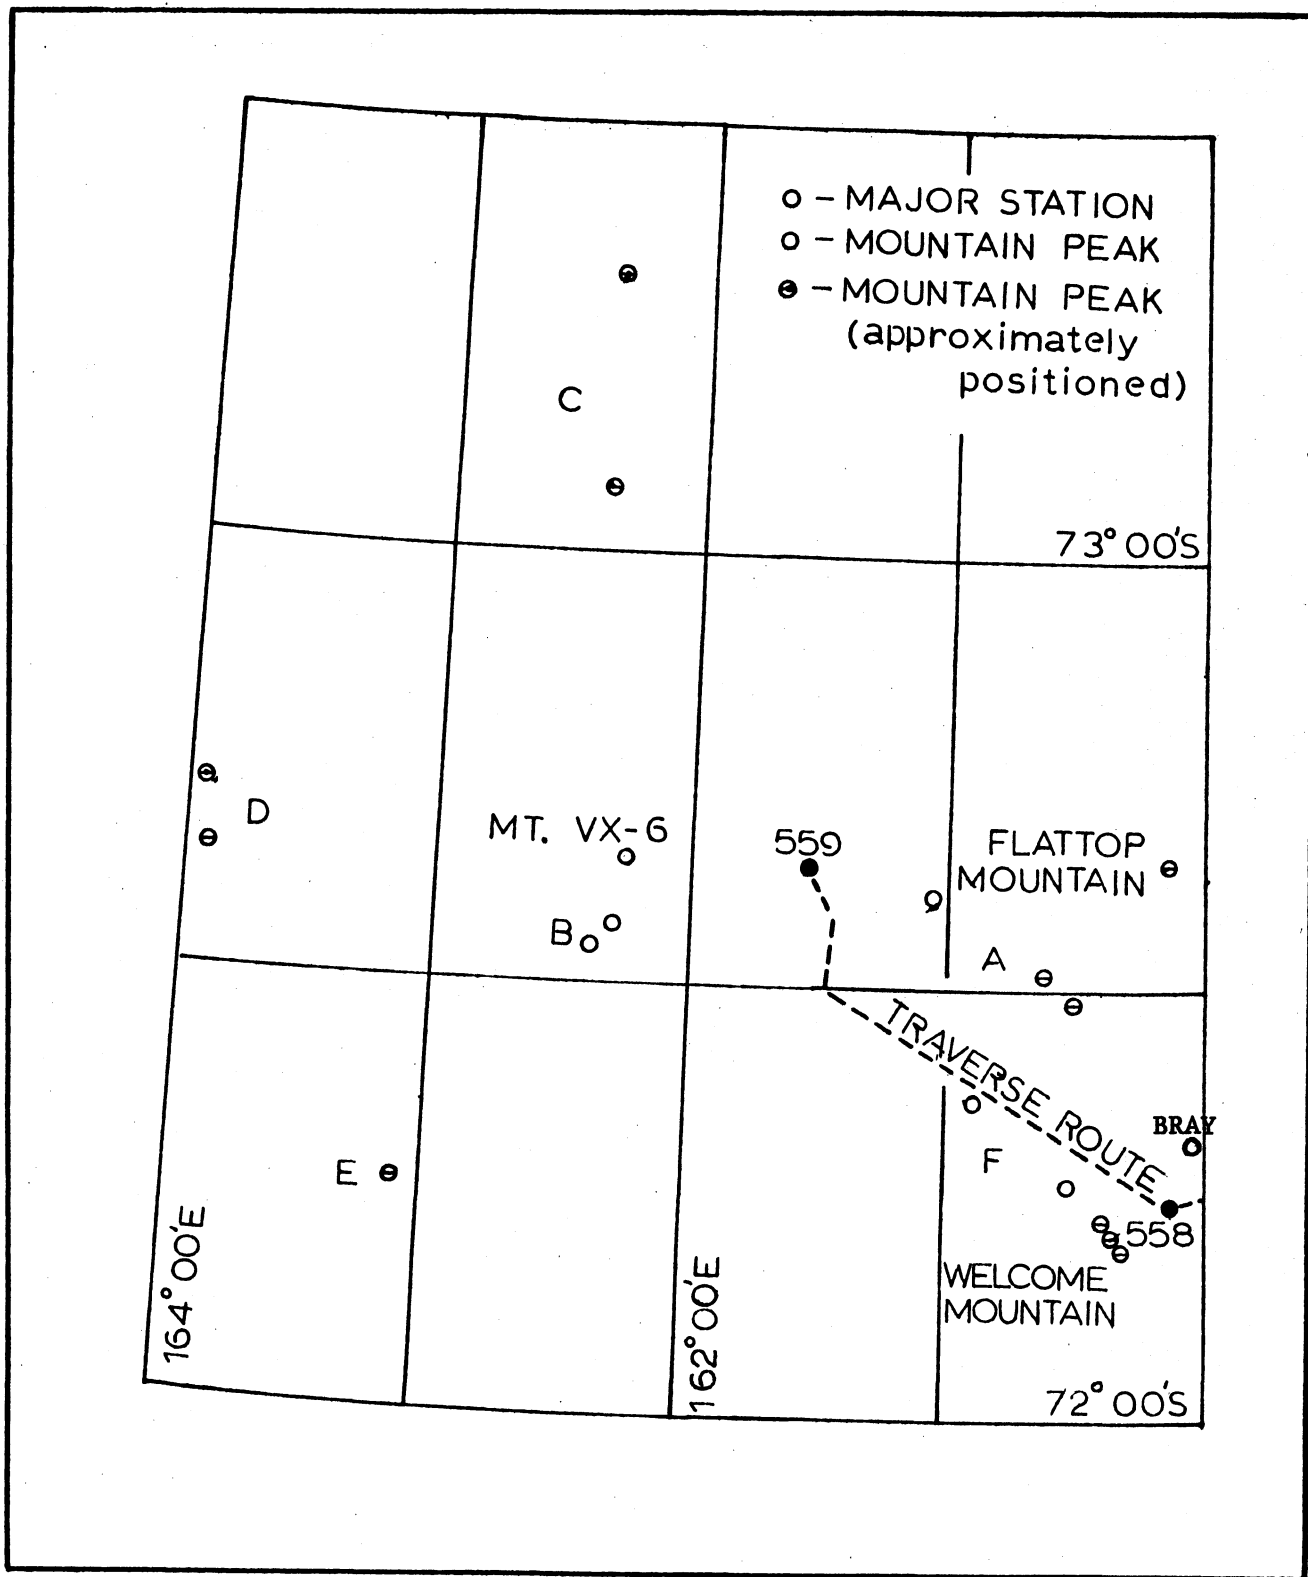 o – MAJOR STATION
o – MOUNTAIN PEAK
– MOUNTAIN PEAK
(approximately
positioned)
C
73°00'S
D
MT. VX-6
559
FLATTOP
MOUNTAIN
B
A
TRAVERSE ROUTE
BRAY
F
E
558
WELCOME
MOUNTAIN
164°00'E
162°00'E
72°00'S